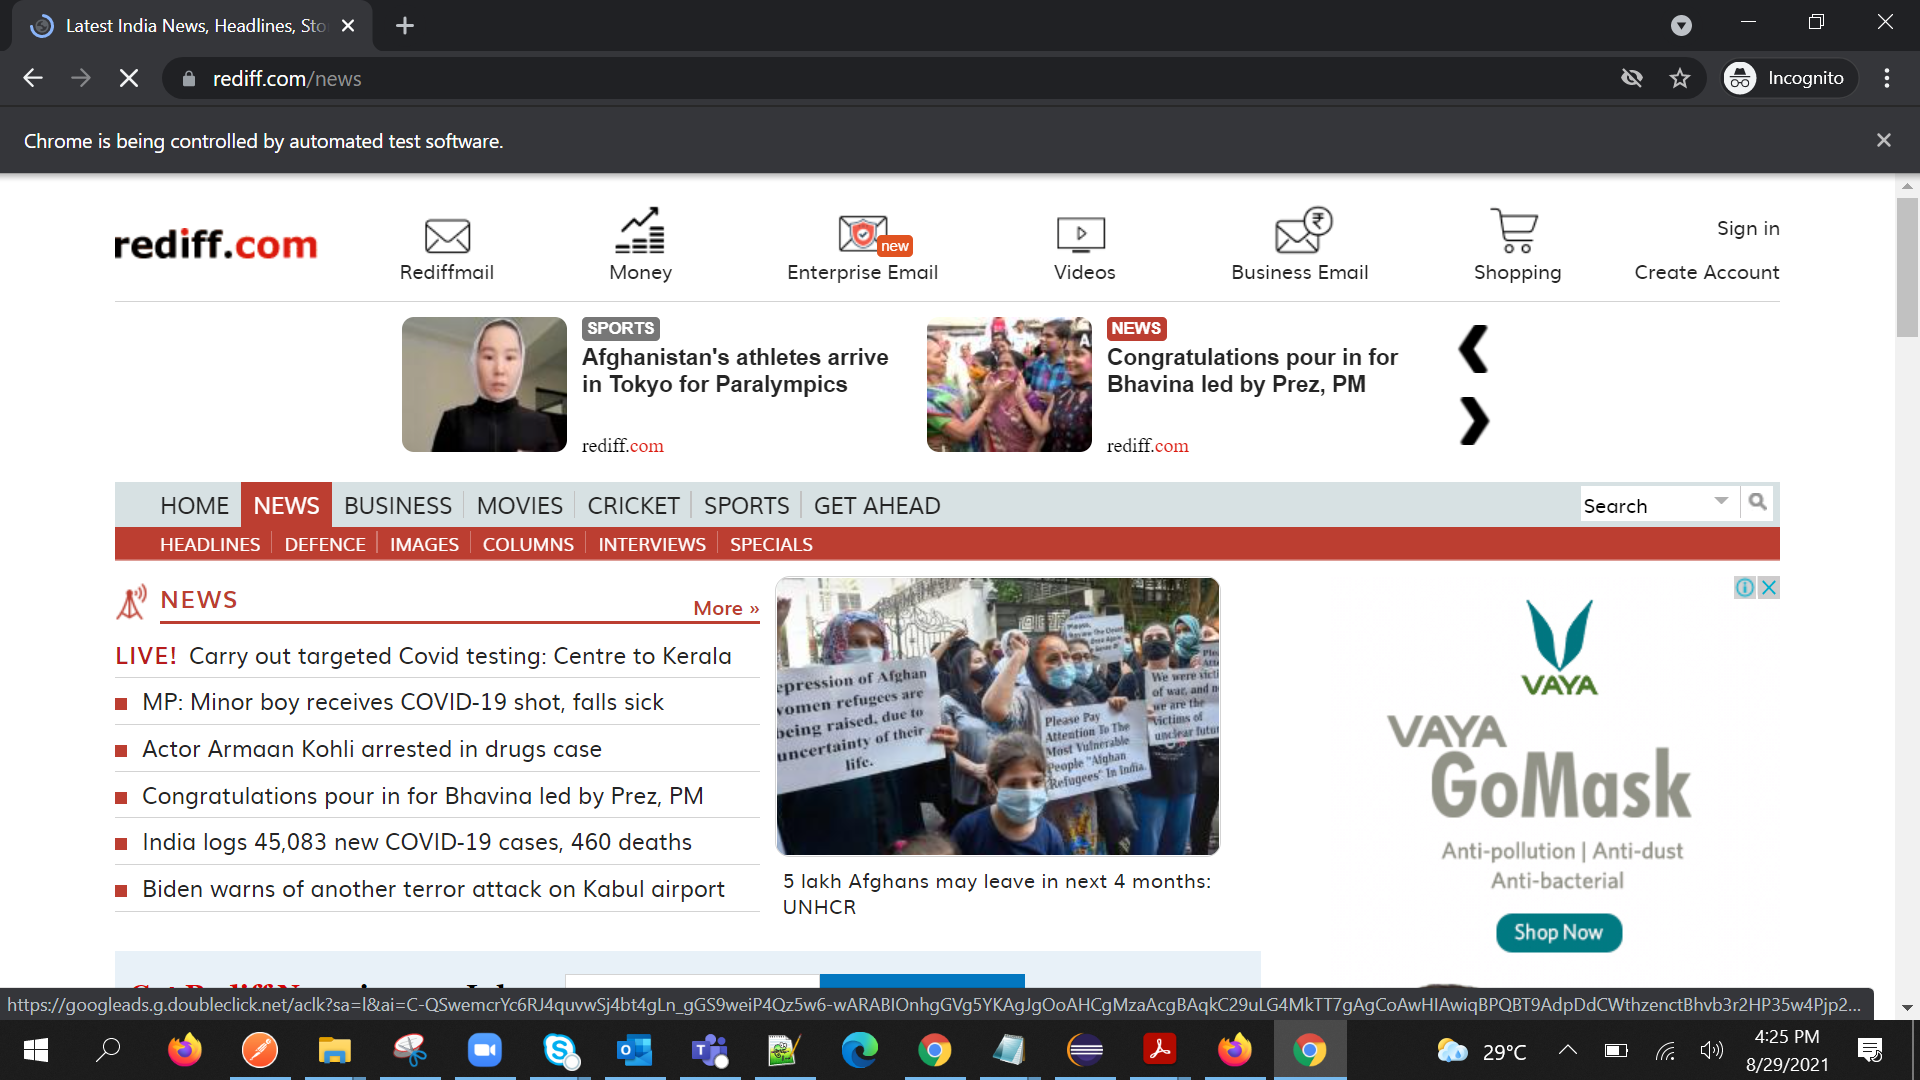 Latest India News, Headlines, Sto
rediff.com/news
Incognito
Chrome is being controlled by automated test software.
rediff.com
Rediffmail
Money
new
Enterprise Email
Videos
Business Email
Shopping
Sign in
Create Account
SPORTS
Afghanistan's athletes arrive
in Tokyo for Paralympics
rediff.com
NEWS
Congratulations pour in for
Bhavina led by Prez, PM
rediff.com
HOME NEWS BUSINESS MOVIES CRICKET SPORTS GET AHEAD
Search
HEADLINES DEFENCE IMAGES COLUMNS INTERVIEWS SPECIALS
NEWS
More »
LIVE! Carry out targeted Covid testing: Centre to Kerala
MP: Minor boy receives COVID-19 shot, falls sick
Actor Armaan Kohli arrested in drugs case
Congratulations pour in for Bhavina led by Prez, PM
India logs 45,083 new COVID-19 cases, 460 deaths
Biden warns of another terror attack on Kabul airport
epression of Afghan
women refugees are
being raised, due to
uncertainty of their
life.
Please Pay
Attention To The
Most Vulnerable
People "Afghan
Refugees" In India.
We were victi
of war, and n
we are the
victims of
unclear futur
5 lakh Afghans may leave in next 4 months:
UNHCR
VAYA
VAYA
GoMask
Anti-pollution | Anti-dust
Anti-bacterial
Shop Now
https://googleads.g.doubleclick.net/aclk?sa=l&ai=C-QSwemcrYc6RJ4quvwSj4bt4gLn_gGS9weiP4Qz5w6-wARABIOnhgGVg5YKAgJgOoAHCgMzaAcgBAqkC29uLG4MkTT7gAgCoAwHIAwiqBPQBT9AdpDdCWthzenctBhvb3r2HP35w4Pjp2...
29°C
4:25 PM
8/29/2021